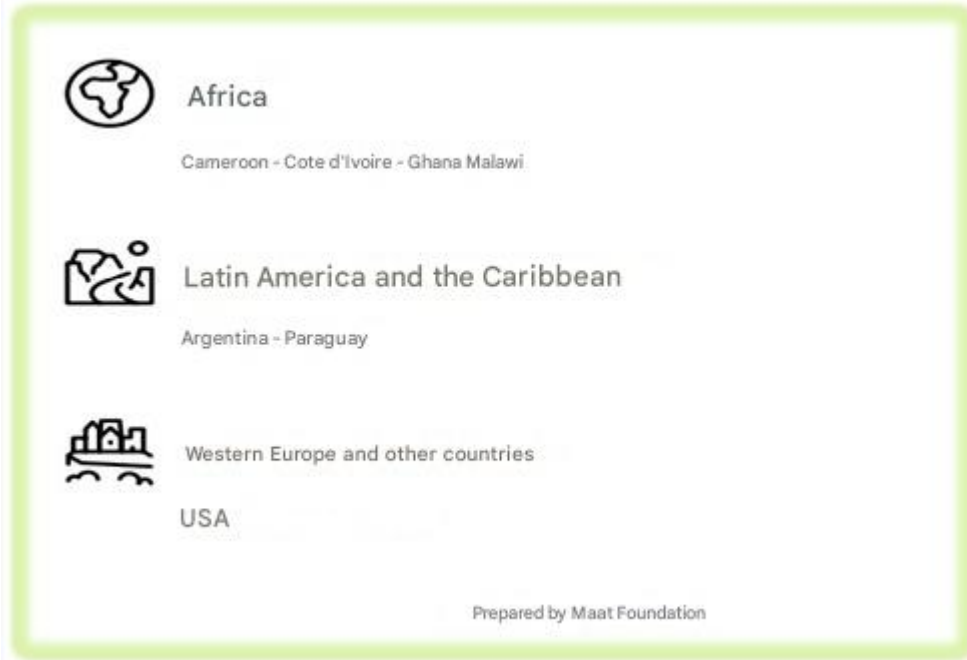 Africa
Cameroon - Cote d'Ivoire - Ghana Malawi
Latin America and the Caribbean
Argentina - Paraguay
Western Europe and other countries
USA
Prepared by Maat Foundation